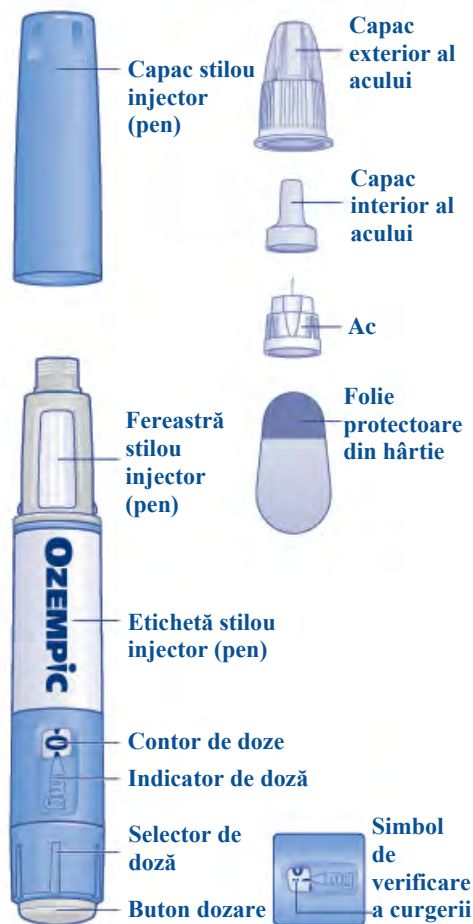 Capac stilou
injector
(pen)
Capac
exterior al
acului
Capac
interior al
acului
Ac
Folie
protectoare
din hârtie
Fereastră
stilou
injector
(pen)
OZEMPIC
Etichetă stilou
injector (pen)
0
mg
Contor de doze
Indicator de doză
Selector de
doză
Buton dozare
0
mg
Simbol
de
verificare
a curgerii